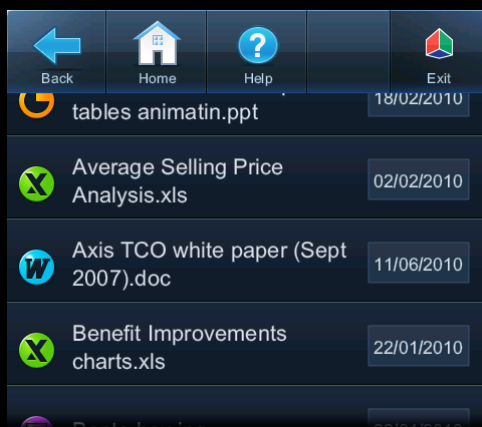 Back
Home
Help
Exit
tables animatin.ppt
18/02/2010
Average Selling Price
Analysis.xls
02/02/2010
Axis TCO white paper (Sept
2007).doc
11/06/2010
Benefit Improvements
charts.xls
22/01/2010